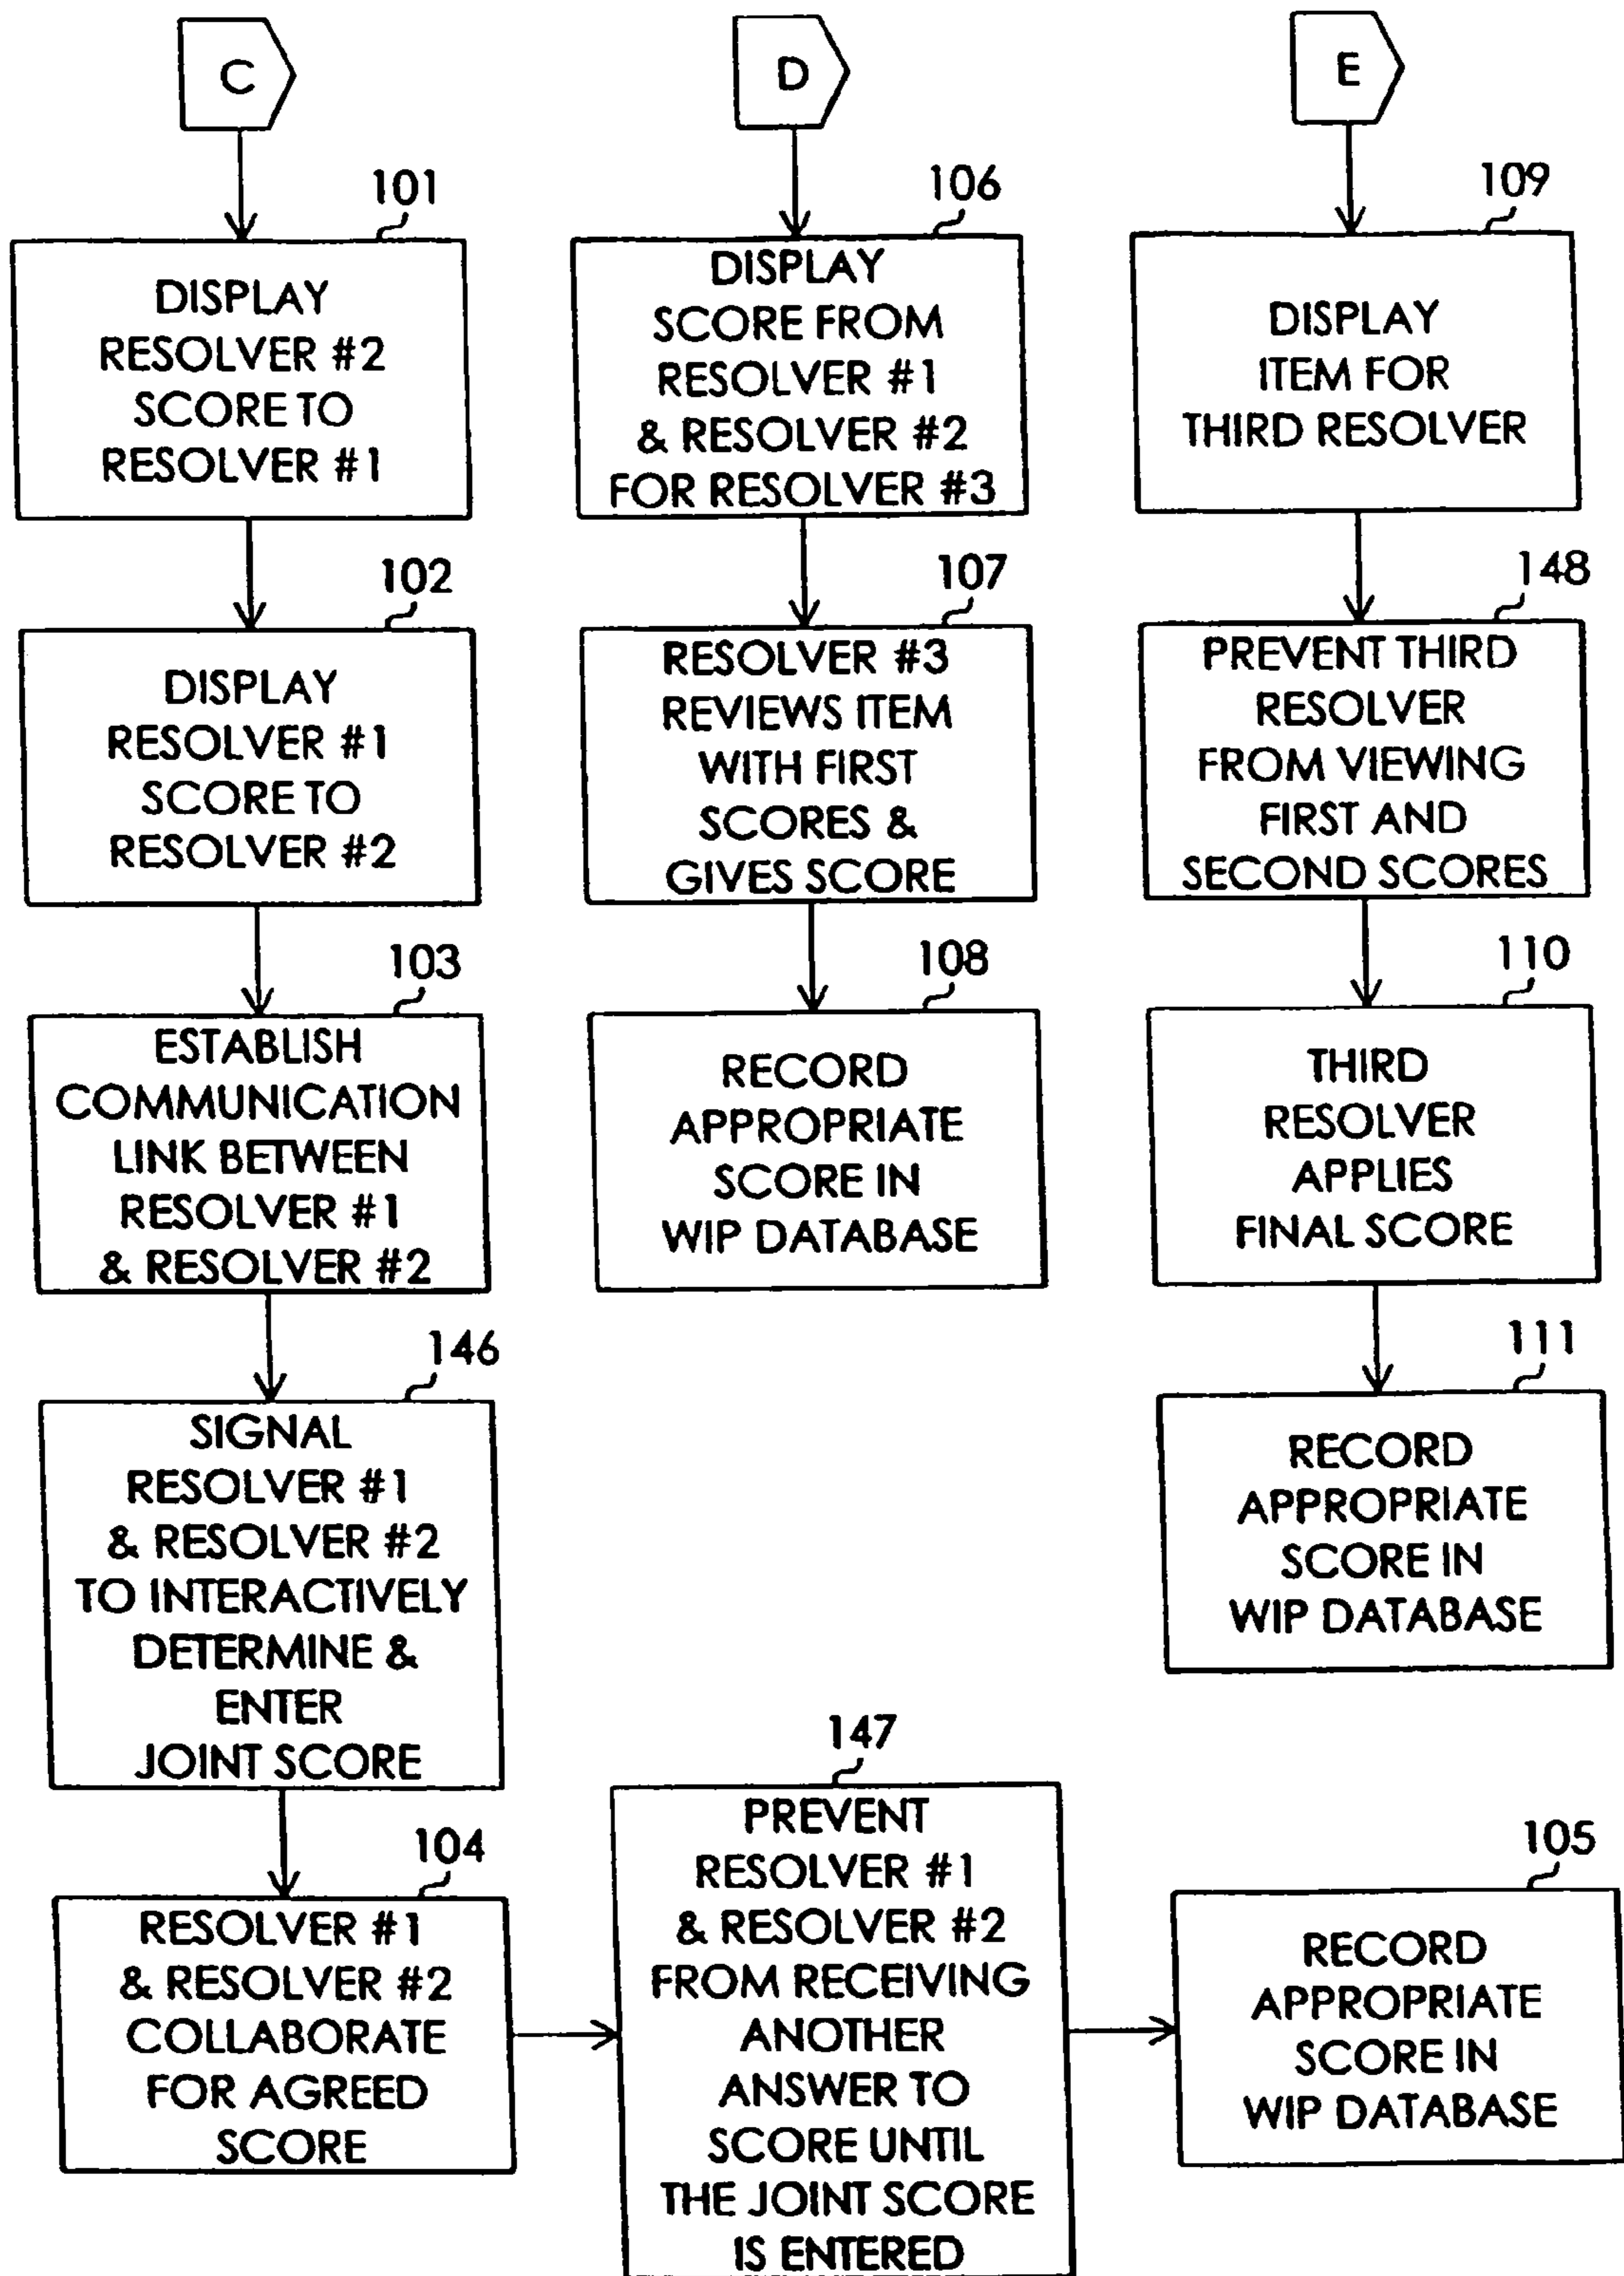 C
101
DISPLAY
RESOLVER #2
SCORE TO
RESOLVER #1
102
DISPLAY
RESOLVER #1
SCORE TO
RESOLVER #2
103
ESTABLISH
COMMUNICATION
LINK BETWEEN
RESOLVER #1
& RESOLVER #2
146
SIGNAL
RESOLVER #1
& RESOLVER #2
TO INTERACTIVELY
DETERMINE &
ENTER
JOINT SCORE
104
RESOLVER #1
& RESOLVER #2
COLLABORATE
FOR AGREED
SCORE
147
PREVENT
RESOLVER #1
& RESOLVER #2
FROM RECEIVING
ANOTHER
ANSWER TO
SCORE UNTIL
THE JOINT SCORE
IS ENTERED
105
RECORD
APPROPRIATE
SCORE IN
WIP DATABASE
D
106
DISPLAY
SCORE FROM
RESOLVER #1
& RESOLVER #2
FOR RESOLVER #3
107
RESOLVER #3
REVIEWS ITEM
WITH FIRST
SCORES &
GIVES SCORE
108
RECORD
APPROPRIATE
SCORE IN
WIP DATABASE
E
109
DISPLAY
ITEM FOR
THIRD RESOLVER
148
PREVENT THIRD
RESOLVER
FROM VIEWING
FIRST AND
SECOND SCORES
110
THIRD
RESOLVER
APPLIES
FINAL SCORE
111
RECORD
APPROPRIATE
SCORE IN
WIP DATABASE